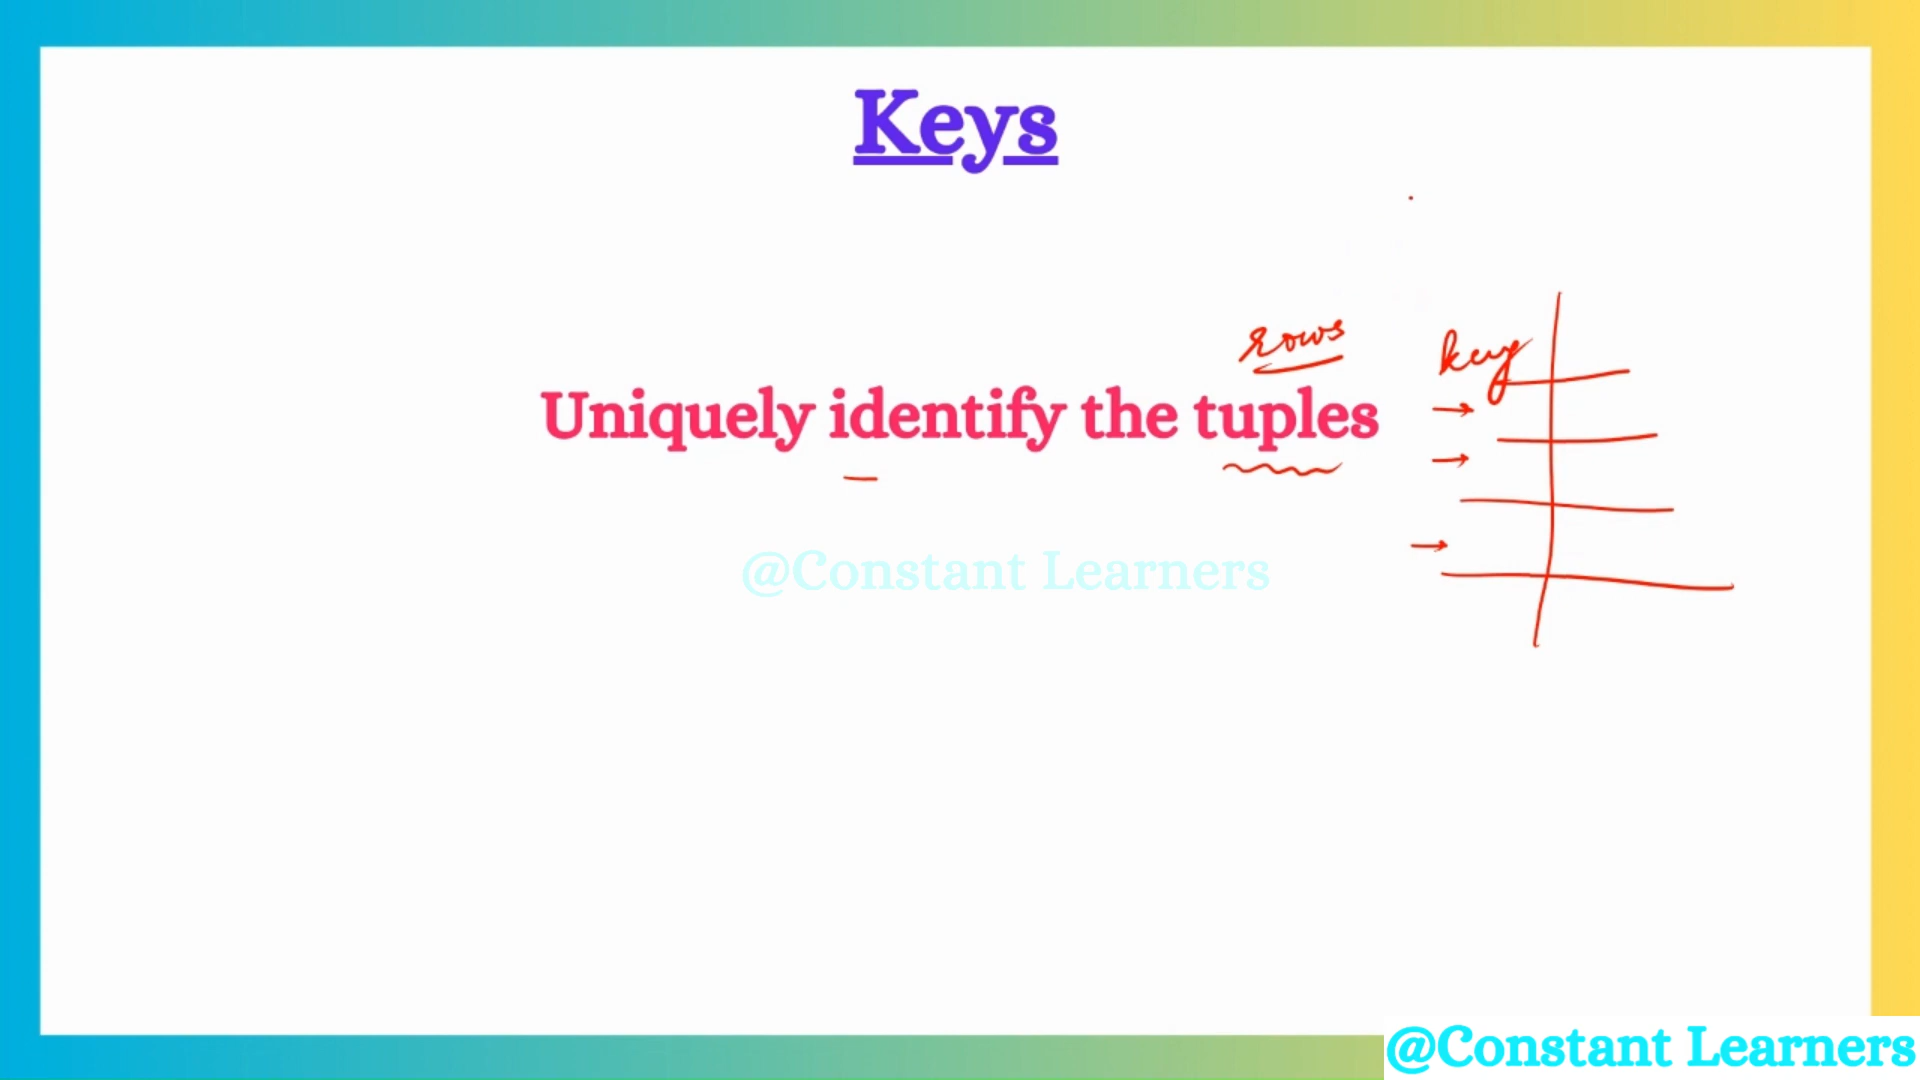 Keys
rows
key
Uniquely identify the tuples
@Constant Learners
@Constant Learners